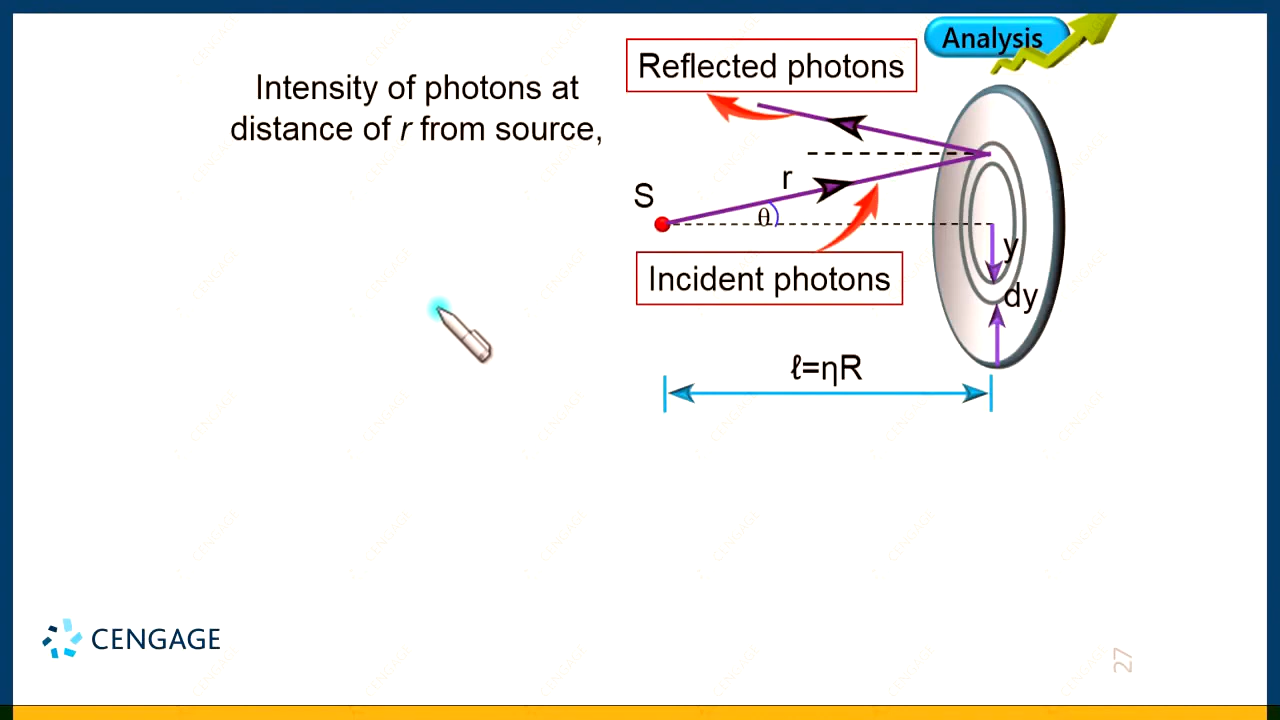 Analysis
Reflected photons
Intensity of photons at
distance of r from source,
r
S
θ
y
Incident photons
dy
ℓ=ηR
CENGAGE
27